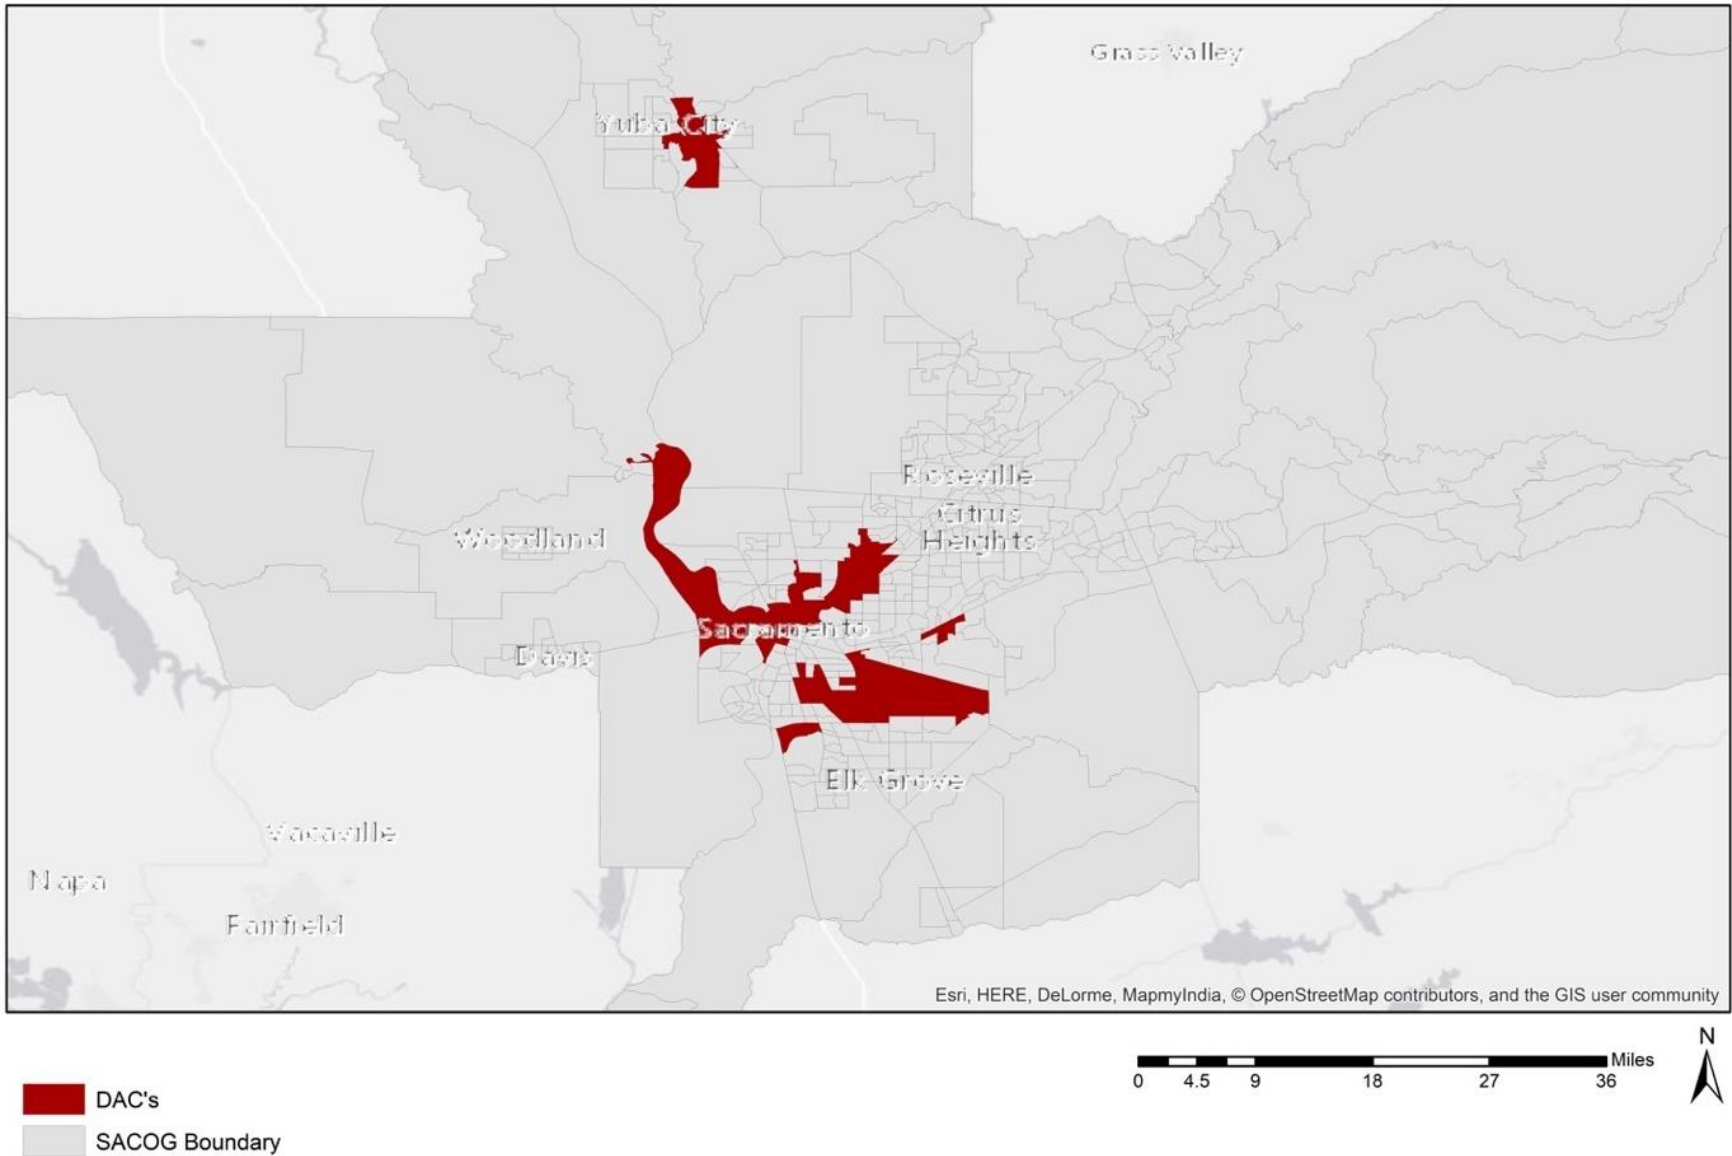 Grass Valley
Yuba City
Roseville
Citrus
Heights
Woodland
Sacramento
Davis
Elk Grove
Vacaville
Napa
Fairfield
Esri, HERE, DeLorme, MapmyIndia, © OpenStreetMap contributors, and the GIS user community
N
Miles
0 4.5 9 18 27 36
DAC's
SACOG Boundary